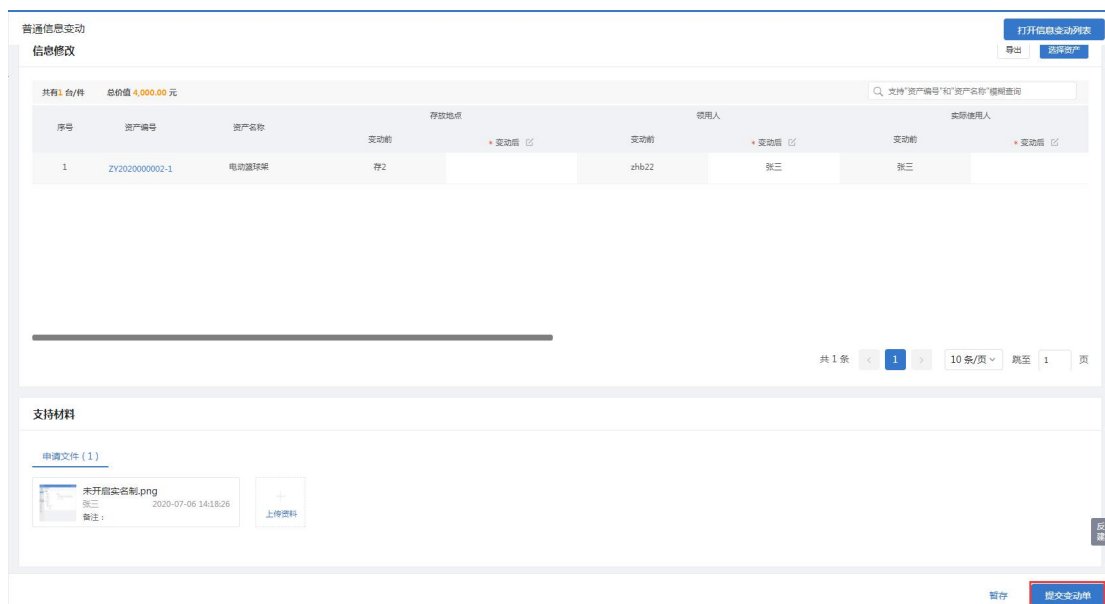 普通信息变动
打开信息变动列表
信息修改
导出 选择资产
共有1 台/件 总价值 4,000.00 元
支持"资产编号"和"资产名称"模糊查询
序号 资产编号 资产名称 存放地点 领用人 实际使用人
变动前 * 变动后 变动前 * 变动后 变动前 * 变动后
1 ZY2020000002-1 电动篮球架 存2 zhb22 张三 张三
共 1 条 < 1 > 10 条/页 跳至 1 页
支持材料
申请文件 ( 1 )
未开启实名制.png
张三 2020-07-06 14:18:26
备注：
+
上传资料
反
建
暂存 提交变动单